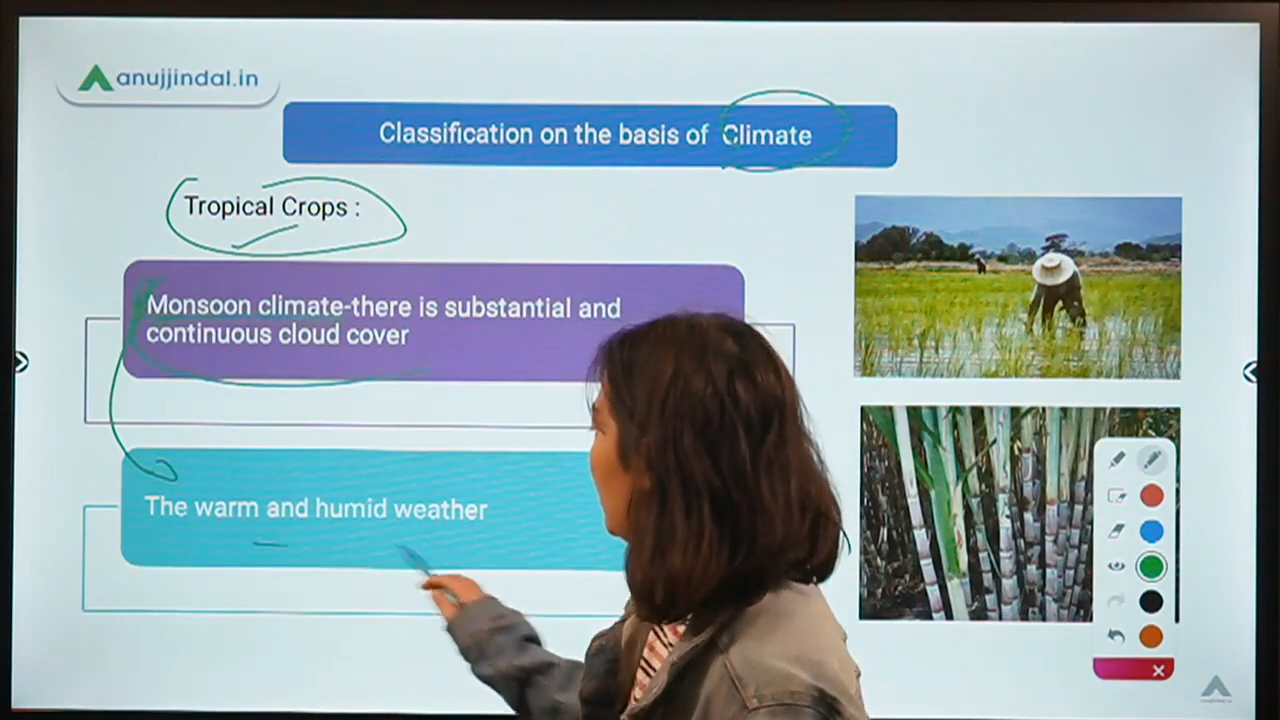 anujjindal.in
Classification on the basis of Climate
Tropical Crops :
Monsoon climate-there is substantial and
continuous cloud cover
The warm and humid weather